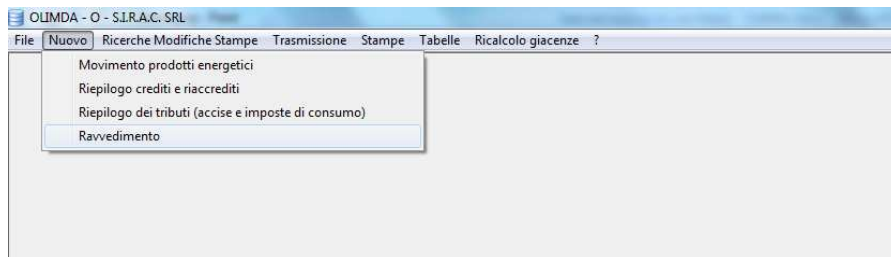 OLIMDA - O - S.I.R.A.C. SRL
File Nuovo Ricerche Modifiche Stampe Trasmissione Stampe Tabelle Ricalcolo giacenze ?
Movimento prodotti energetici
Riepilogo crediti e riaccrediti
Riepilogo dei tributi (accise e imposte di consumo)
Ravvedimento